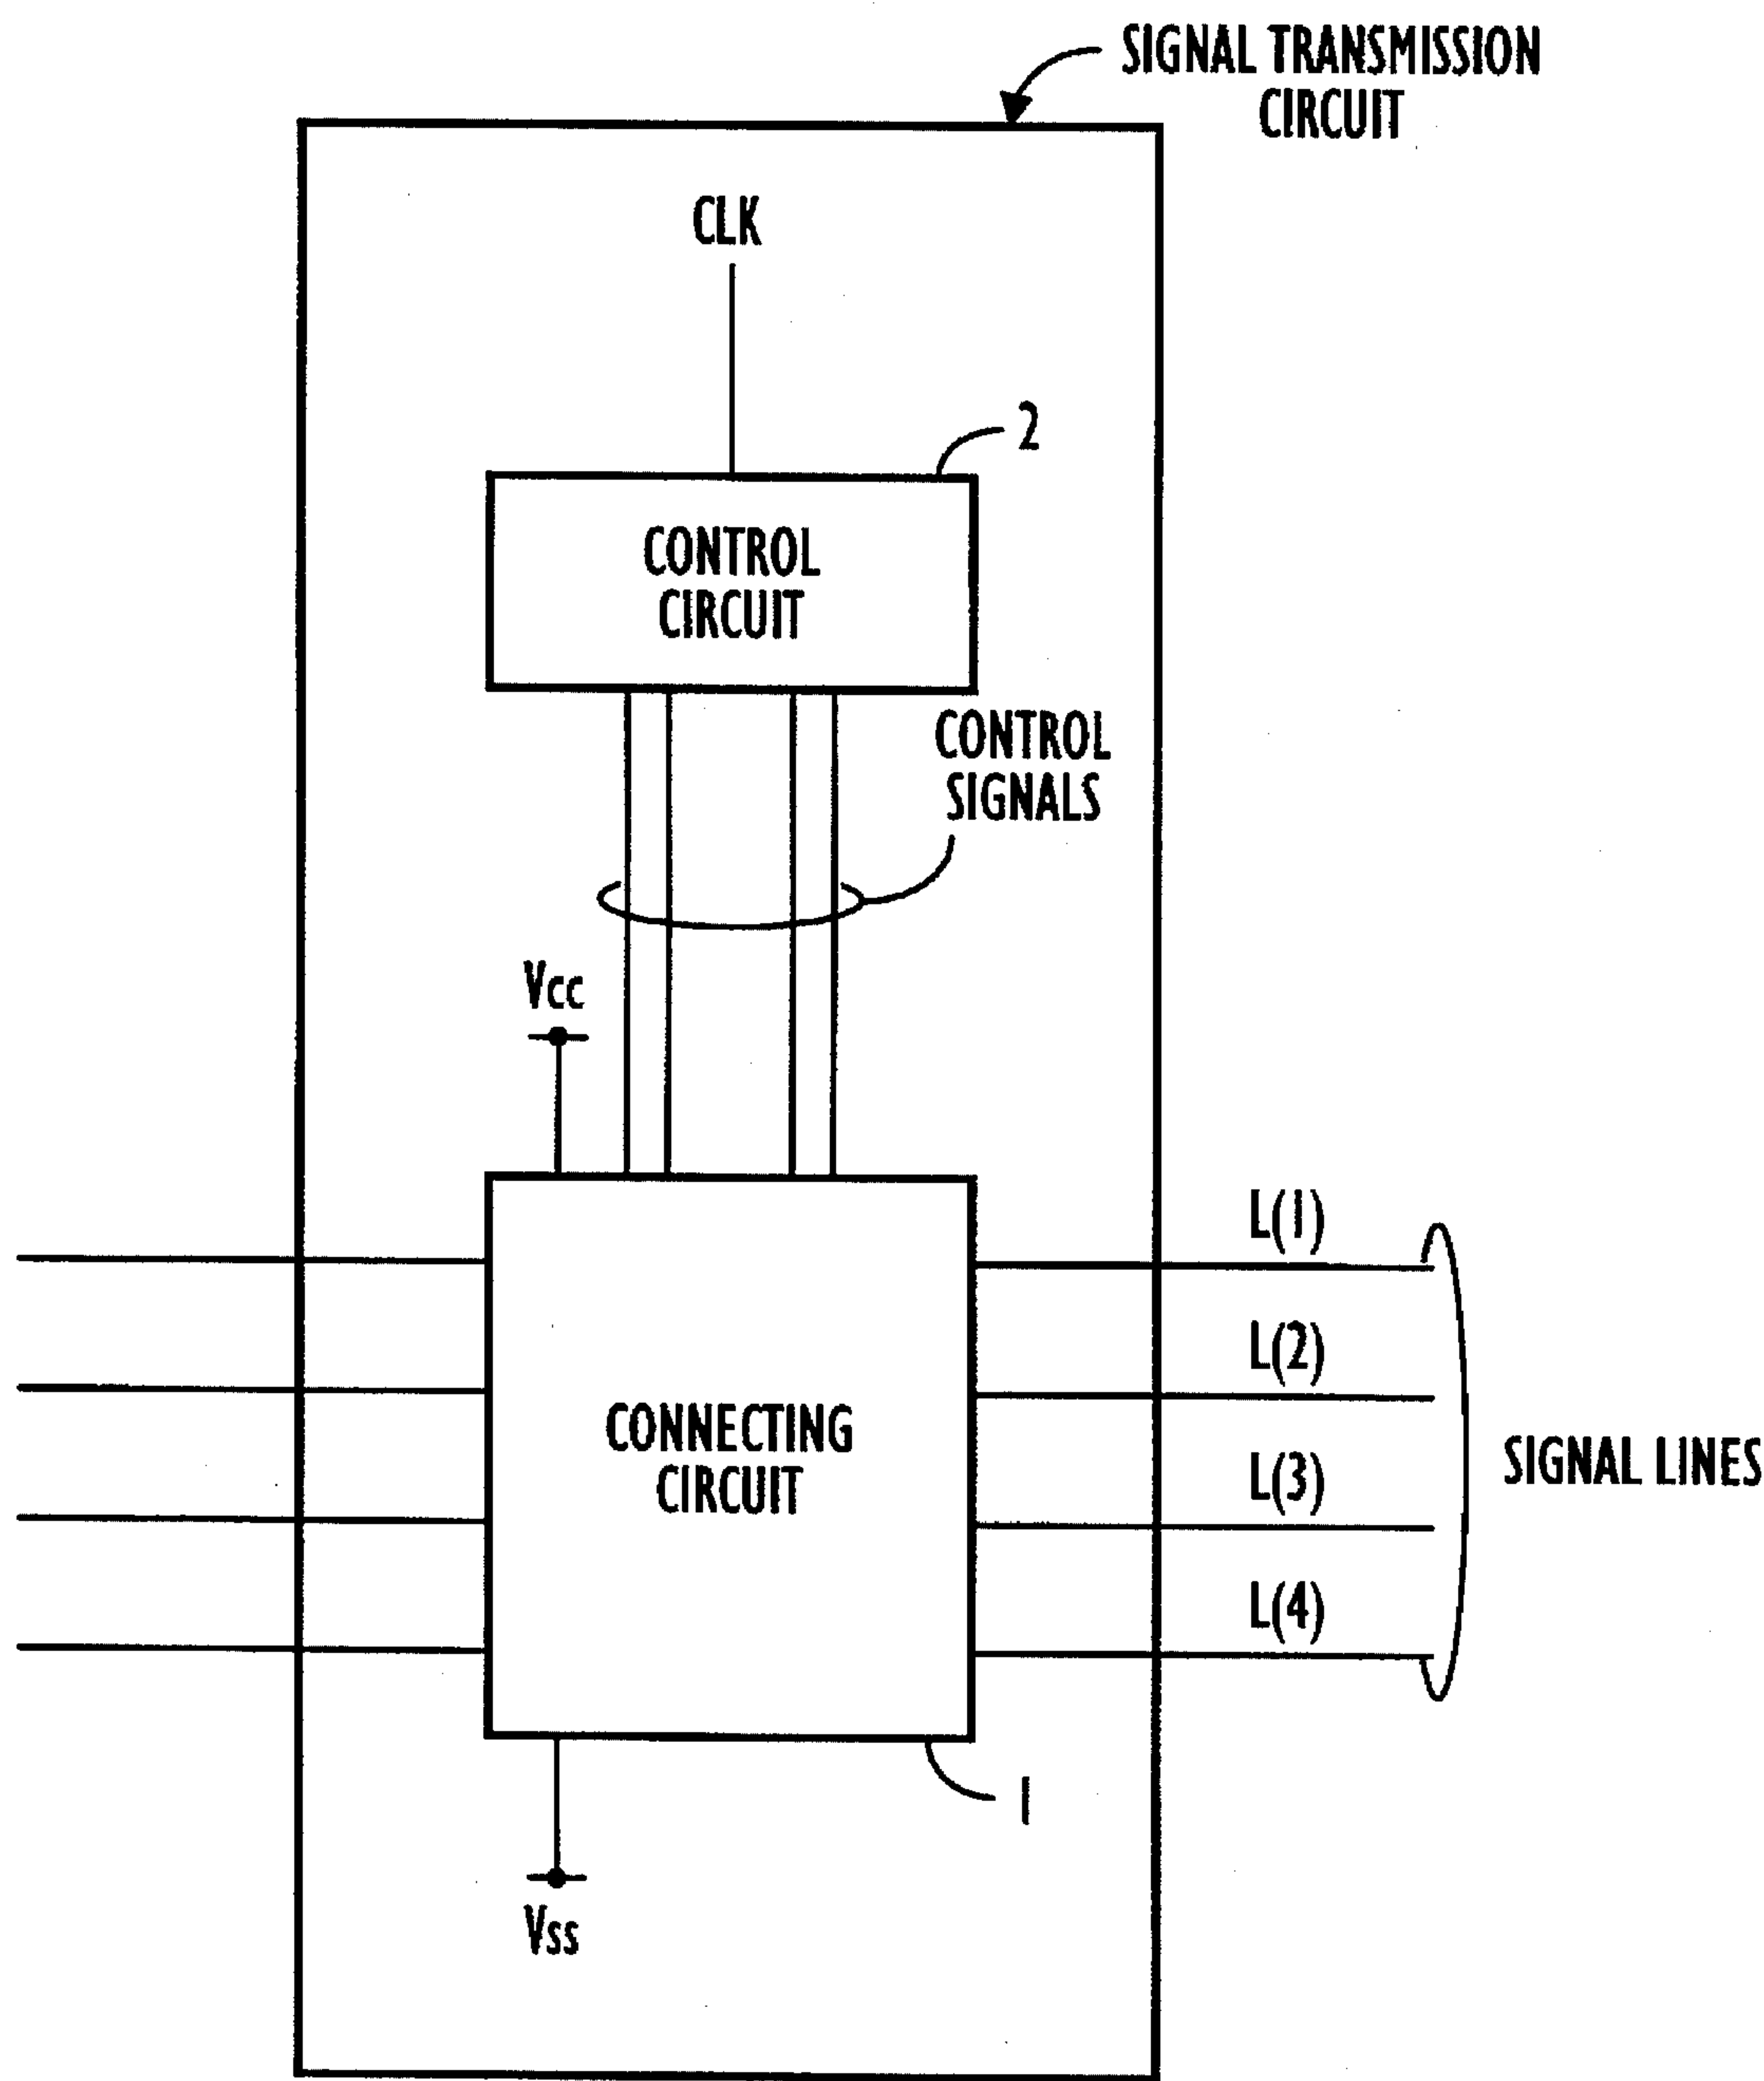 SIGNAL TRANSMISSION
CIRCUIT
CLK
2
CONTROL
CIRCUIT
CONTROL
SIGNALS
Vcc
L(1)
L(2)
CONNECTING
CIRCUIT
L(3)
SIGNAL LINES
L(4)
1
Vss